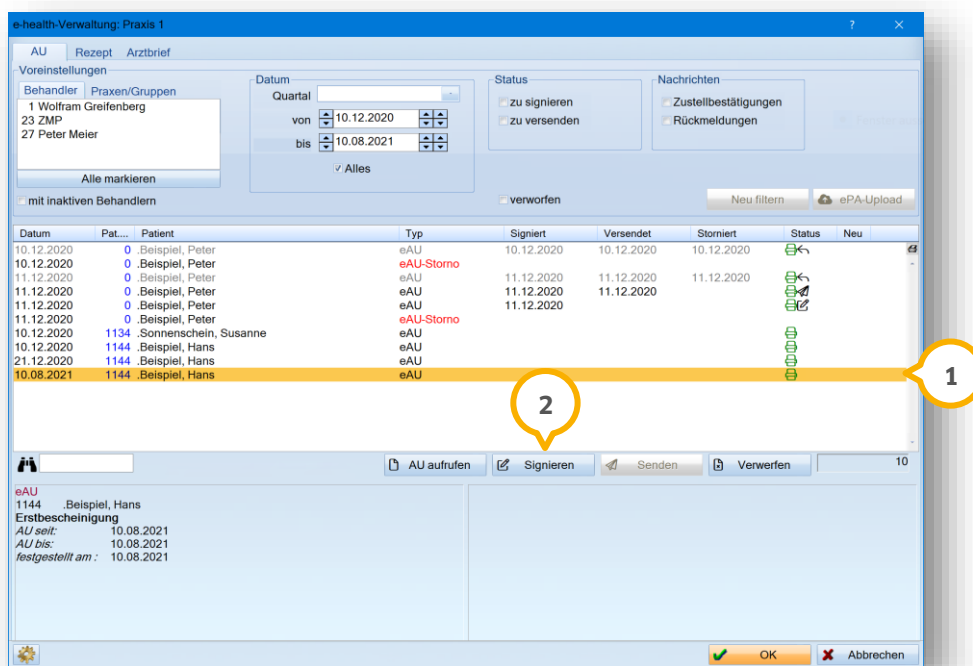 e-health-Verwaltung: Praxis 1 ?
AU Rezept Arztbrief
Voreinstellungen
Behandler Praxen/Gruppen
1 Wolfram Greifenberg
23 ZMP
27 Peter Meier
Alle markieren
mit inaktiven Behandlern
Datum
Quartal
von 10.12.2020
bis 10.08.2021
Alles
Status
zu signieren
zu versenden
Nachrichten
Zustellbestätigungen
Rückmeldungen
verworfen
Neu filtern ePA-Upload
Datum Pat.... Patient Typ Signiert Versendet Storniert Status Neu
10.12.2020 0 .Beispiel, Peter eAU 10.12.2020 10.12.2020 10.12.2020
10.12.2020 0 .Beispiel, Peter eAU-Storno
11.12.2020 0 .Beispiel, Peter eAU 11.12.2020 11.12.2020 11.12.2020
11.12.2020 0 .Beispiel, Peter eAU 11.12.2020 11.12.2020
11.12.2020 0 .Beispiel, Peter eAU 11.12.2020
11.12.2020 0 .Beispiel, Peter eAU-Storno
10.12.2020 1134 .Sonnenschein, Susanne eAU
10.12.2020 1144 .Beispiel, Hans eAU
21.12.2020 1144 .Beispiel, Hans eAU
10.08.2021 1144 .Beispiel, Hans eAU
1
2
AU aufrufen Signieren Senden Verwerfen 10
eAU
1144 .Beispiel, Hans
Erstbescheinigung
AU seit: 10.08.2021
AU bis: 10.08.2021
festgestellt am : 10.08.2021
OK Abbrechen